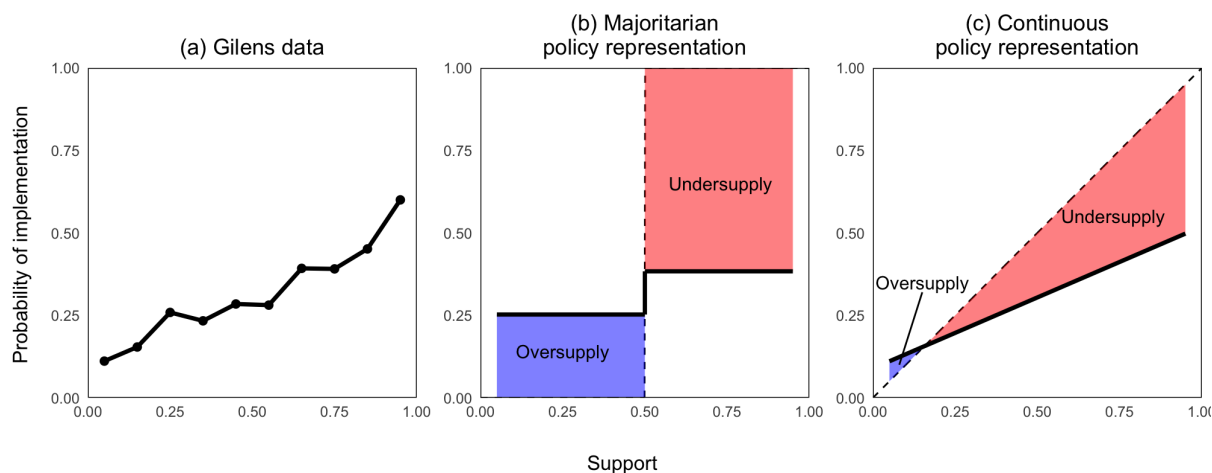 (a) Gilens data
(b) Majoritarian
policy representation
(c) Continuous
policy representation
Probability of implementation
1.00
0.75
0.50
0.25
0.00
0.00
0.25
0.50
0.75
1.00
1.00
0.75
0.50
0.25
0.00
Undersupply
Oversupply
0.00
0.25
0.50
0.75
1.00
1.00
0.75
0.50
0.25
0.00
Undersupply
Oversupply
0.00
0.25
0.50
0.75
1.00
Support